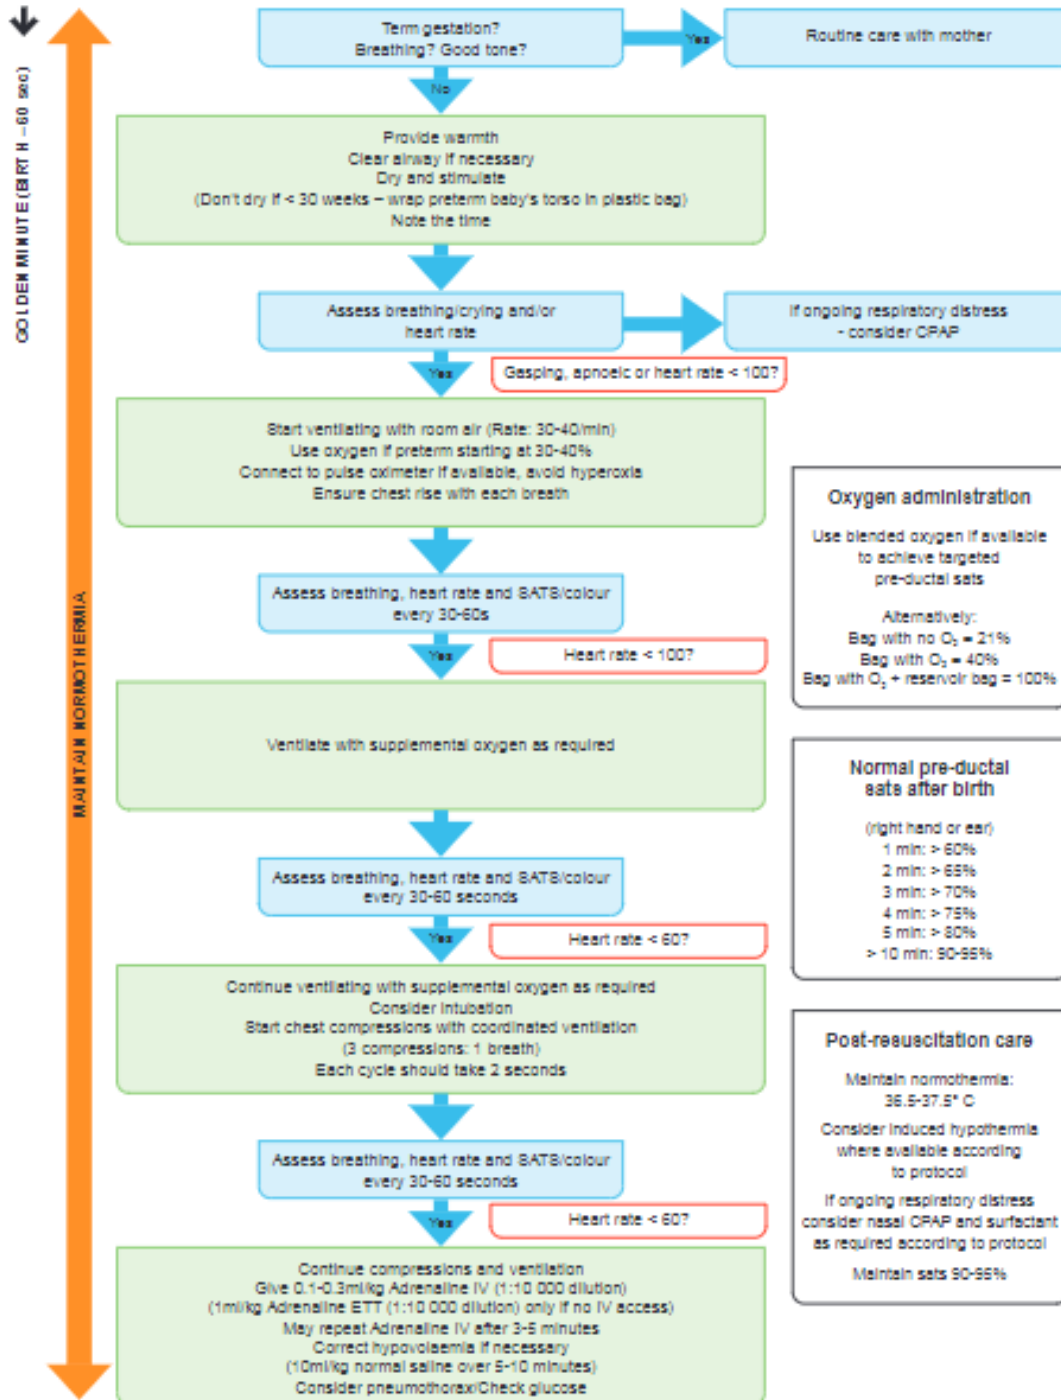 GOLDEN MINUTE (BIRTH – 60 sec)
MAINTAIN NORMOTHERMIA
Term gestation?
Breathing? Good tone?
Yes
Routine care with mother
No
Provide warmth
Clear airway if necessary
Dry and stimulate
(Don't dry if < 30 weeks – wrap preterm baby's torso in plastic bag)
Note the time
Assess breathing/crying and/or
heart rate
If ongoing respiratory distress
- consider CPAP
Yes
Gasping, apnoeic or heart rate < 100?
Start ventilating with room air (Rate: 30-40/min)
Use oxygen if preterm starting at 30-40%
Connect to pulse oximeter if available, avoid hyperoxia
Ensure chest rise with each breath
Assess breathing, heart rate and SATS/colour
every 30-60s
Yes
Heart rate < 100?
Ventilate with supplemental oxygen as required
Assess breathing, heart rate and SATS/colour
every 30-60 seconds
Yes
Heart rate < 60?
Continue ventilating with supplemental oxygen as required
Consider intubation
Start chest compressions with coordinated ventilation
(3 compressions: 1 breath)
Each cycle should take 2 seconds
Assess breathing, heart rate and SATS/colour
every 30-60 seconds
Yes
Heart rate < 60?
Continue compressions and ventilation
Give 0.1-0.3ml/kg Adrenaline IV (1:10 000 dilution)
(1ml/kg Adrenaline ETT (1:10 000 dilution) only if no IV access)
May repeat Adrenaline IV after 3-5 minutes
Correct hypovolaemia if necessary
(10ml/kg normal saline over 5-10 minutes)
Consider pneumothorax/Check glucose
Oxygen administration
Use blended oxygen if available
to achieve targeted
pre-ductal sats
Alternatively:
Bag with no O₂ = 21%
Bag with O₂ = 40%
Bag with O₂ + reservoir bag = 100%
Normal pre-ductal
sats after birth
(right hand or ear)
1 min: > 60%
2 min: > 65%
3 min: > 70%
4 min: > 75%
5 min: > 80%
> 10 min: 90-95%
Post-resuscitation care
Maintain normothermia:
36.5-37.5° C
Consider induced hypothermia
where available according
to protocol
If ongoing respiratory distress
consider nasal CPAP and surfactant
as required according to protocol
Maintain sats 90-95%